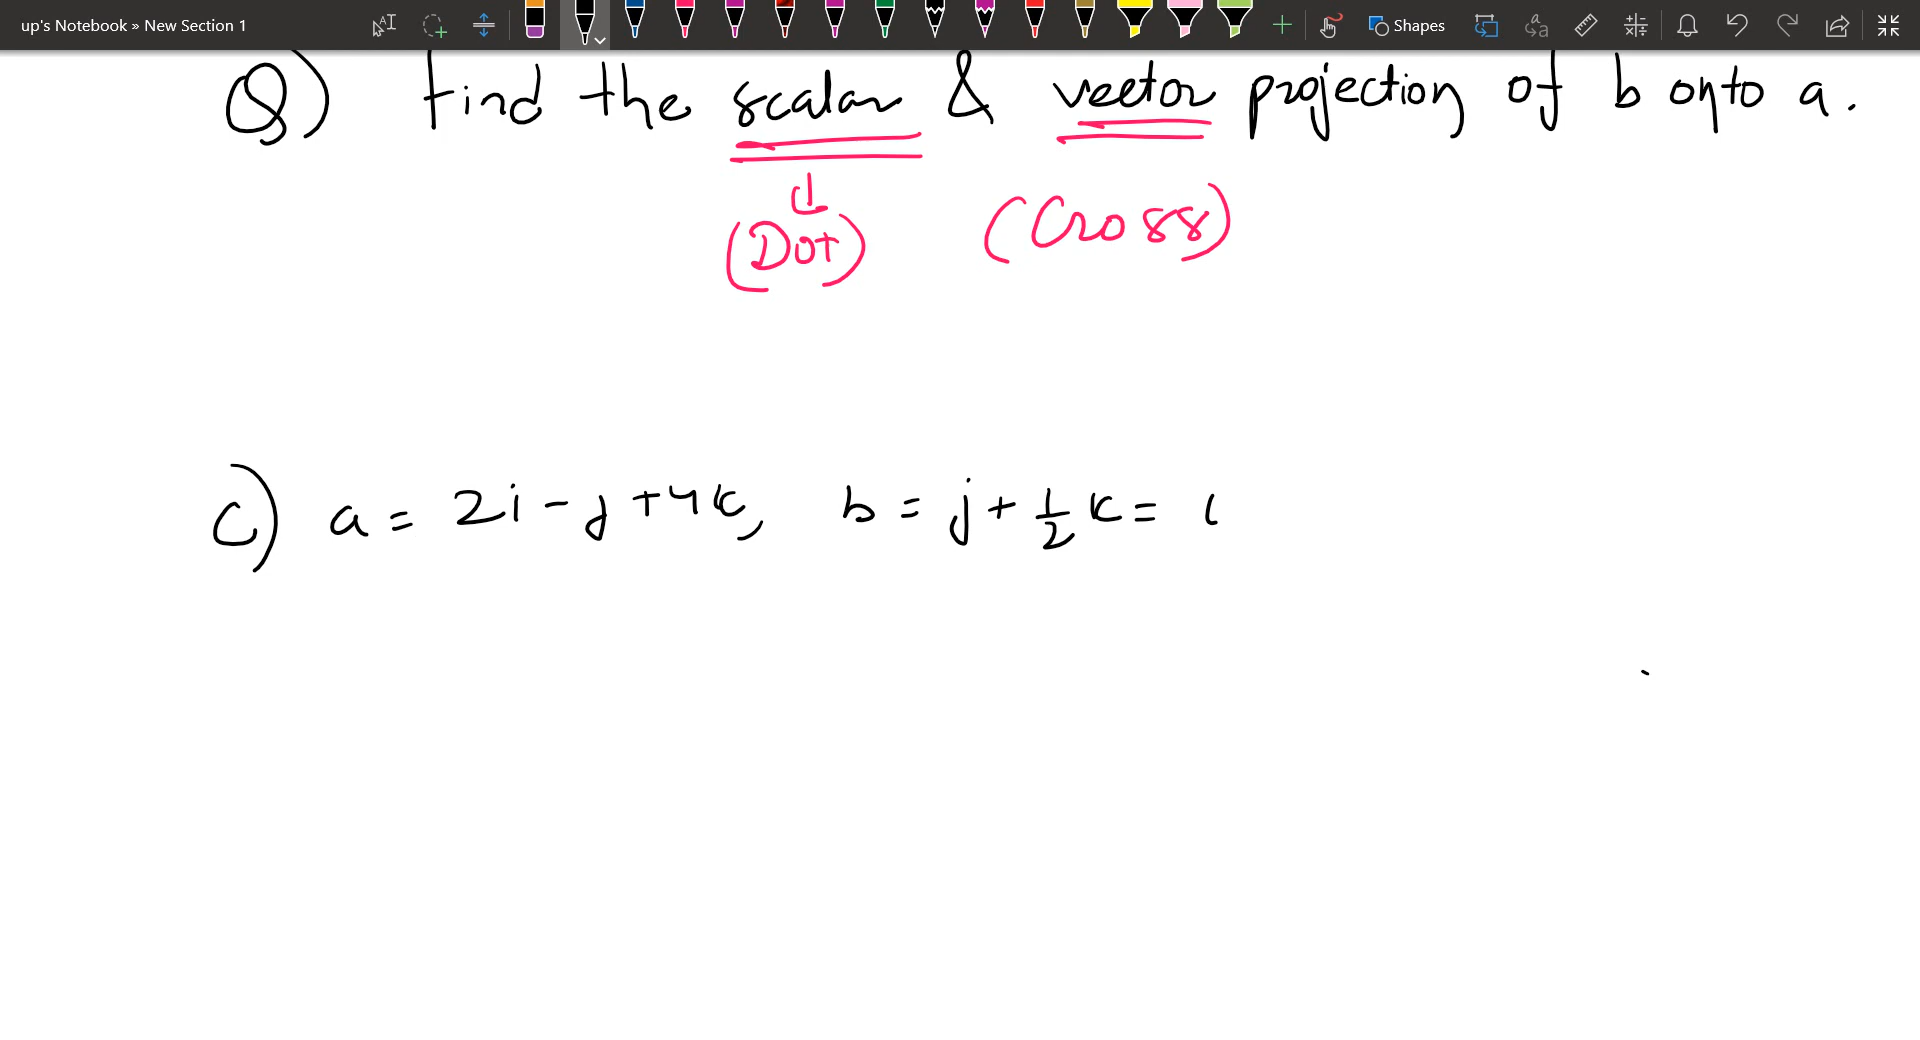 up's Notebook » New Section 1
Shapes
Q) find the scalar & vector projection of b onto a.
(Dot) (Cross)
C) a = 2i - j + 4k, b = j + 1/2 k =